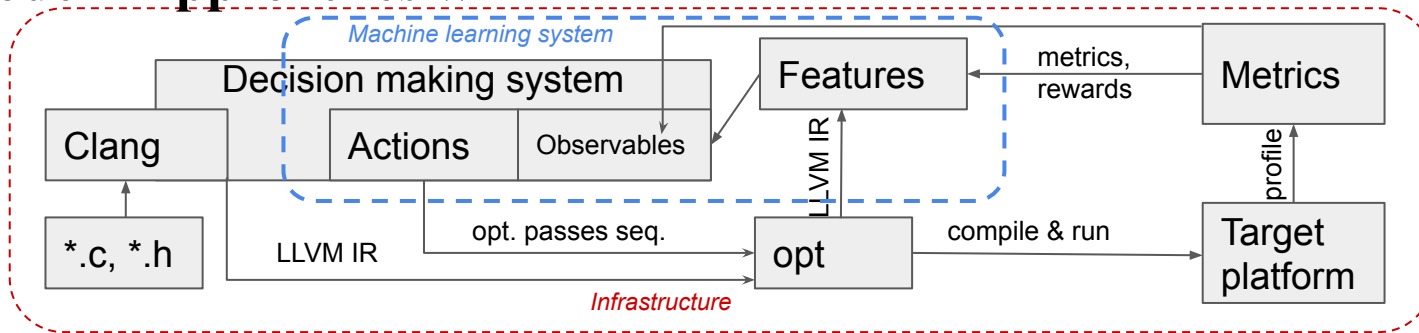 Machine learning system
Decision making system
Features
metrics,
rewards
Metrics
Clang
Actions
Observables
LLVM IR
profile
*.c, *.h
LLVM IR
opt. passes seq.
opt
compile & run
Target
platform
Infrastructure